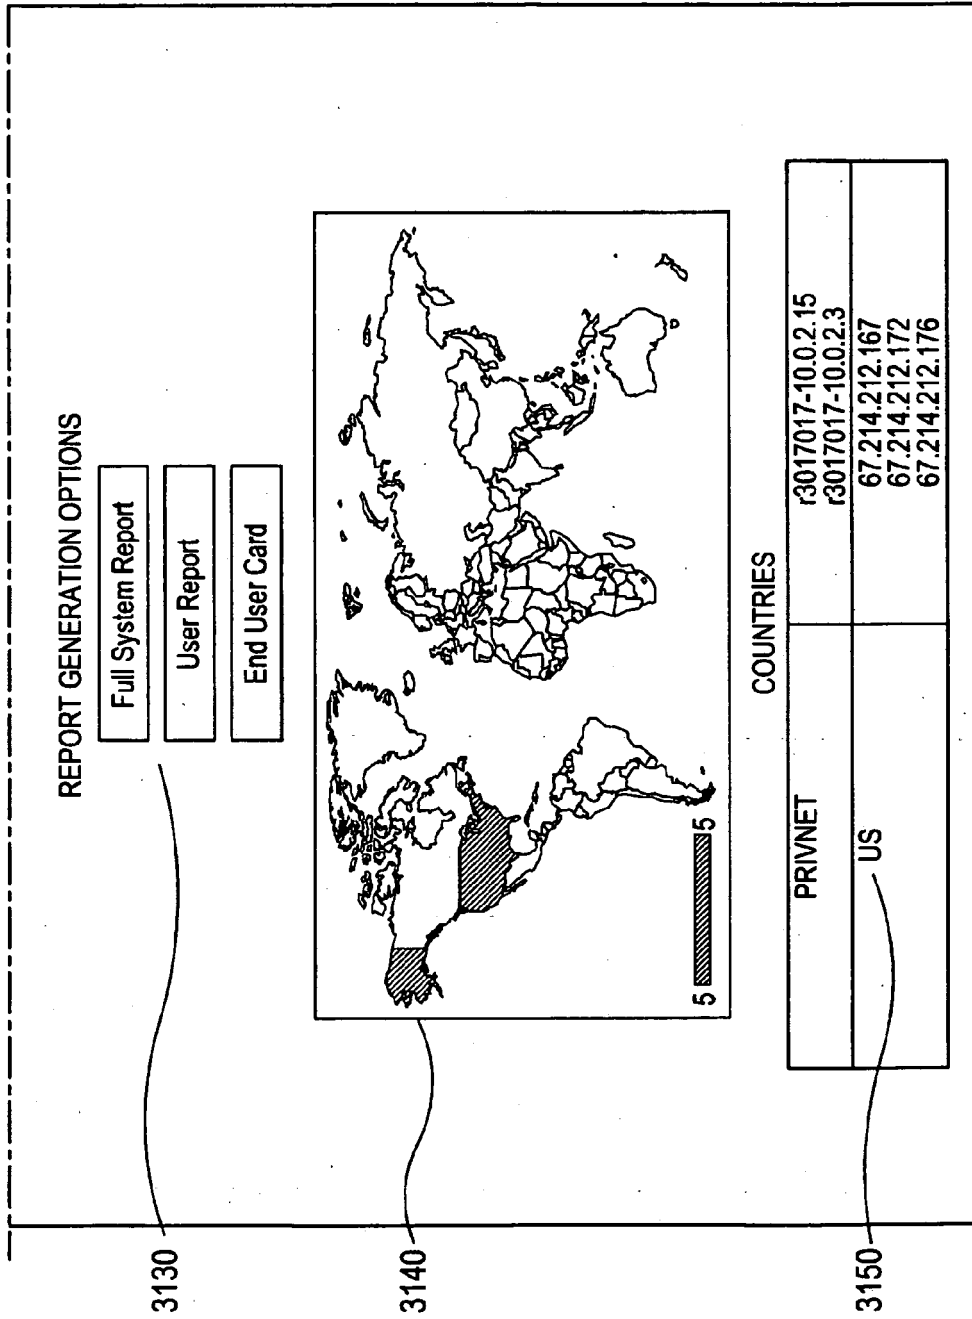 REPORT GENERATION OPTIONS
3130
Full System Report
User Report
End User Card
3140
5 5
COUNTRIES
PRIVNET r3017017-10.0.2.15
r3017017-10.0.2.3
3150
US 67.214.212.167
67.214.212.172
67.214.212.176